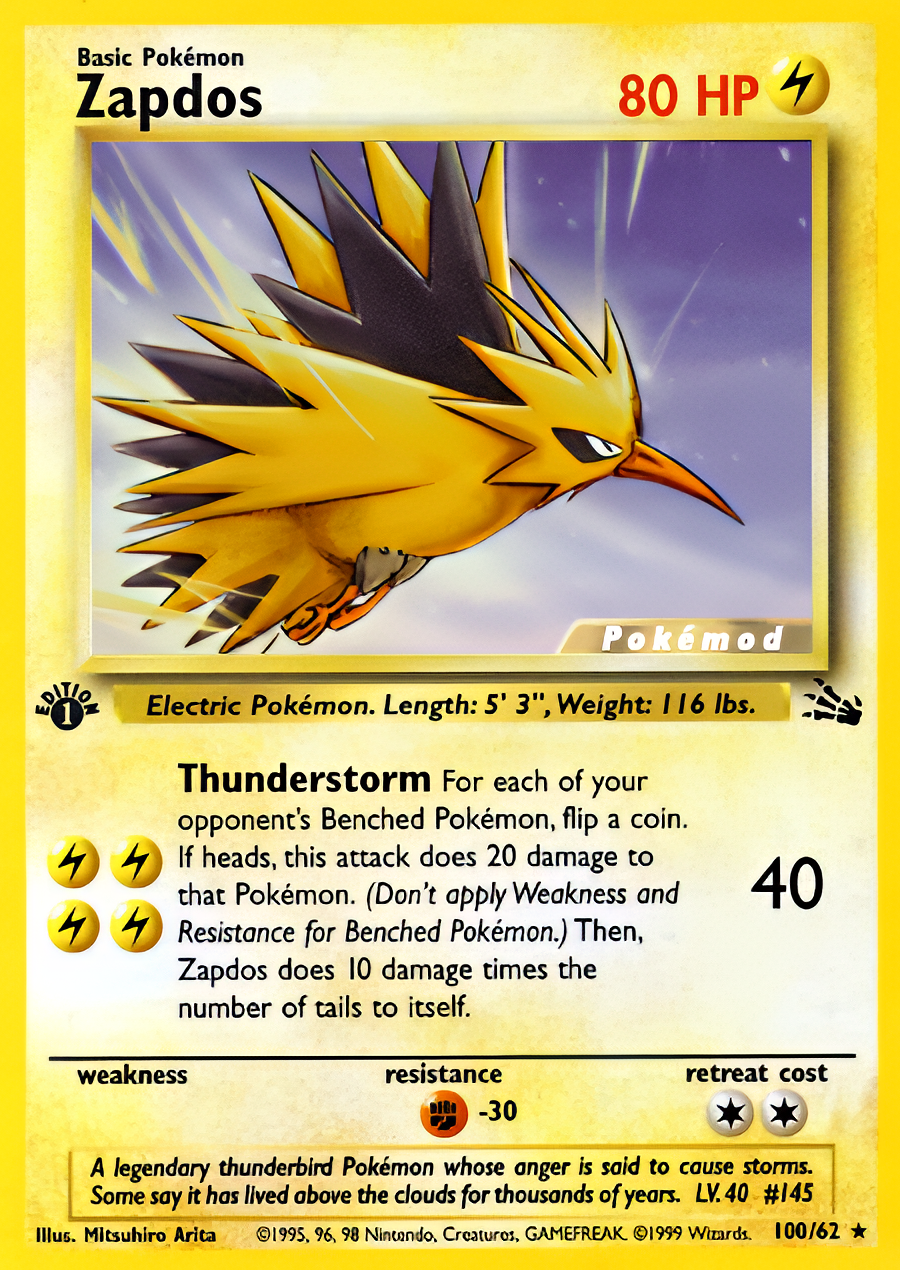 Basic Pokémon
Zapdos
80 HP
Pokémod
EDITION
1
Electric Pokémon. Length: 5' 3", Weight: 116 lbs.
Thunderstorm For each of your
opponent's Benched Pokémon, flip a coin.
If heads, this attack does 20 damage to
that Pokémon. (Don't apply Weakness and
Resistance for Benched Pokémon.) Then,
Zapdos does 10 damage times the
number of tails to itself.
40
weakness
resistance
retreat cost
-30
A legendary thunderbird Pokémon whose anger is said to cause storms.
Some say it has lived above the clouds for thousands of years. LV. 40 #145
Illus. Mitsuhiro Arita ©1995, 96, 98 Nintendo, Creatures, GAMEFREAK. ©1999 Wizards. 100/62 ★